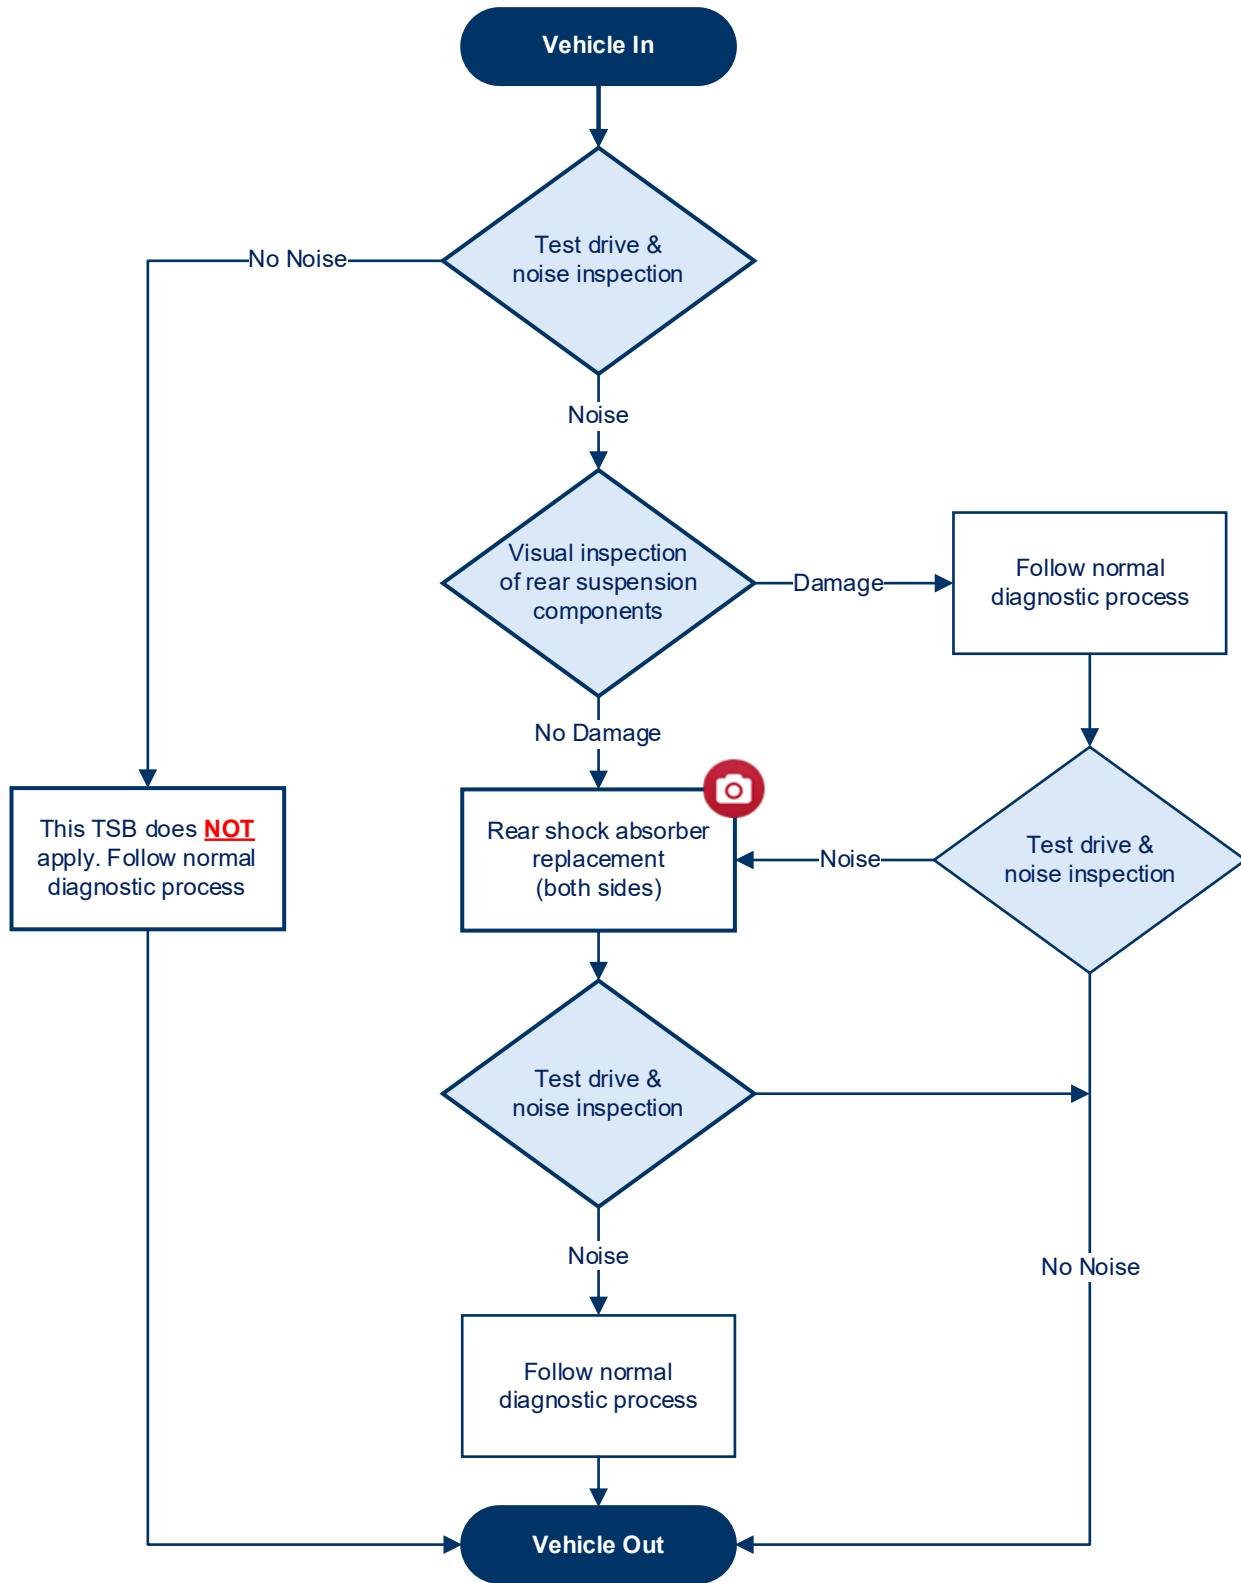 Vehicle In
Test drive &
noise inspection
No Noise
Noise
Visual inspection
of rear suspension
components
Damage
Follow normal
diagnostic process
No Damage
This TSB does NOT
apply. Follow normal
diagnostic process
Rear shock absorber
replacement
(both sides)
Noise
Test drive &
noise inspection
Test drive &
noise inspection
Noise
No Noise
Follow normal
diagnostic process
Vehicle Out